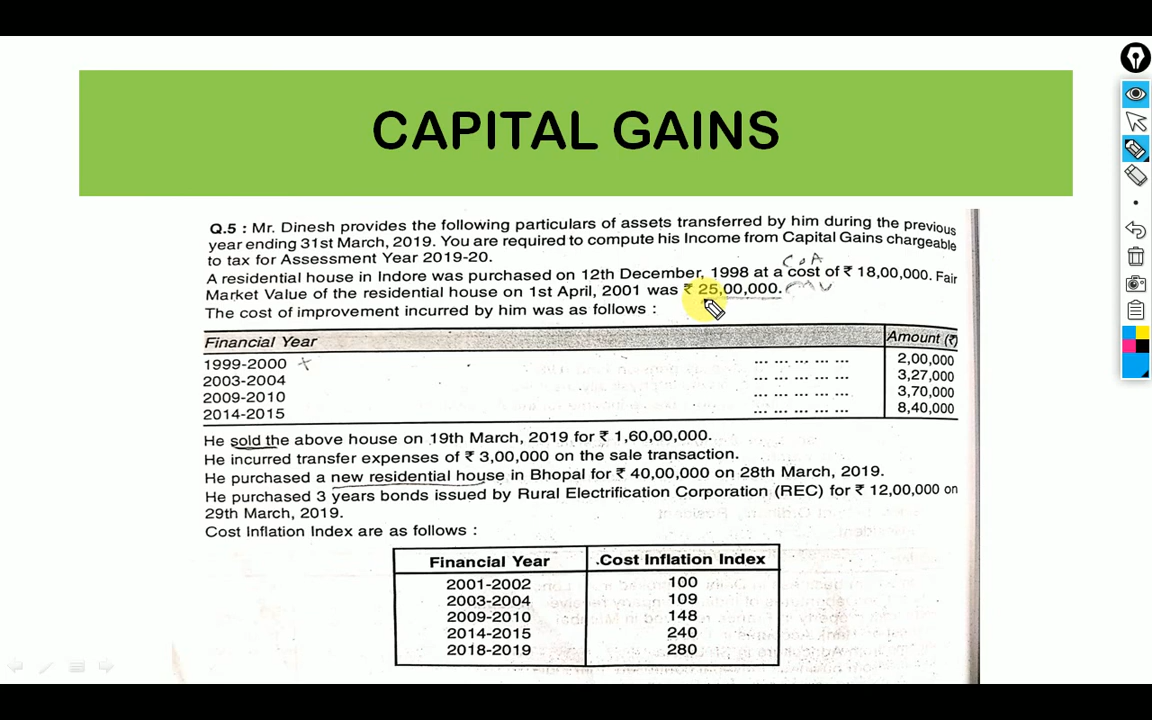 CAPITAL GAINS
Q.5 : Mr. Dinesh provides the following particulars of assets transferred by him during the previous
year ending 31st March, 2019. You are required to compute his Income from Capital Gains chargeable
to tax for Assessment Year 2019-20.
COA
A residential house in Indore was purchased on 12th December, 1998 at a cost of ₹ 18,00,000. Fair
Market Value of the residential house on 1st April, 2001 was ₹ 25,00,000.
The cost of improvement incurred by him was as follows :
Financial Year Amount (₹)
1999-2000 x ... ... ... ... ... 2,00,000
2003-2004 ... ... ... ... ... 3,27,000
2009-2010 ... ... ... ... ... 3,70,000
2014-2015 ... ... ... ... ... 8,40,000
He sold the above house on 19th March, 2019 for ₹ 1,60,00,000.
He incurred transfer expenses of ₹ 3,00,000 on the sale transaction.
He purchased a new residential house in Bhopal for ₹ 40,00,000 on 28th March, 2019.
He purchased 3 years bonds issued by Rural Electrification Corporation (REC) for ₹ 12,00,000 on
29th March, 2019.
Cost Inflation Index are as follows :
Financial Year .Cost Inflation Index
2001-2002 100
2003-2004 109
2009-2010 148
2014-2015 240
2018-2019 280